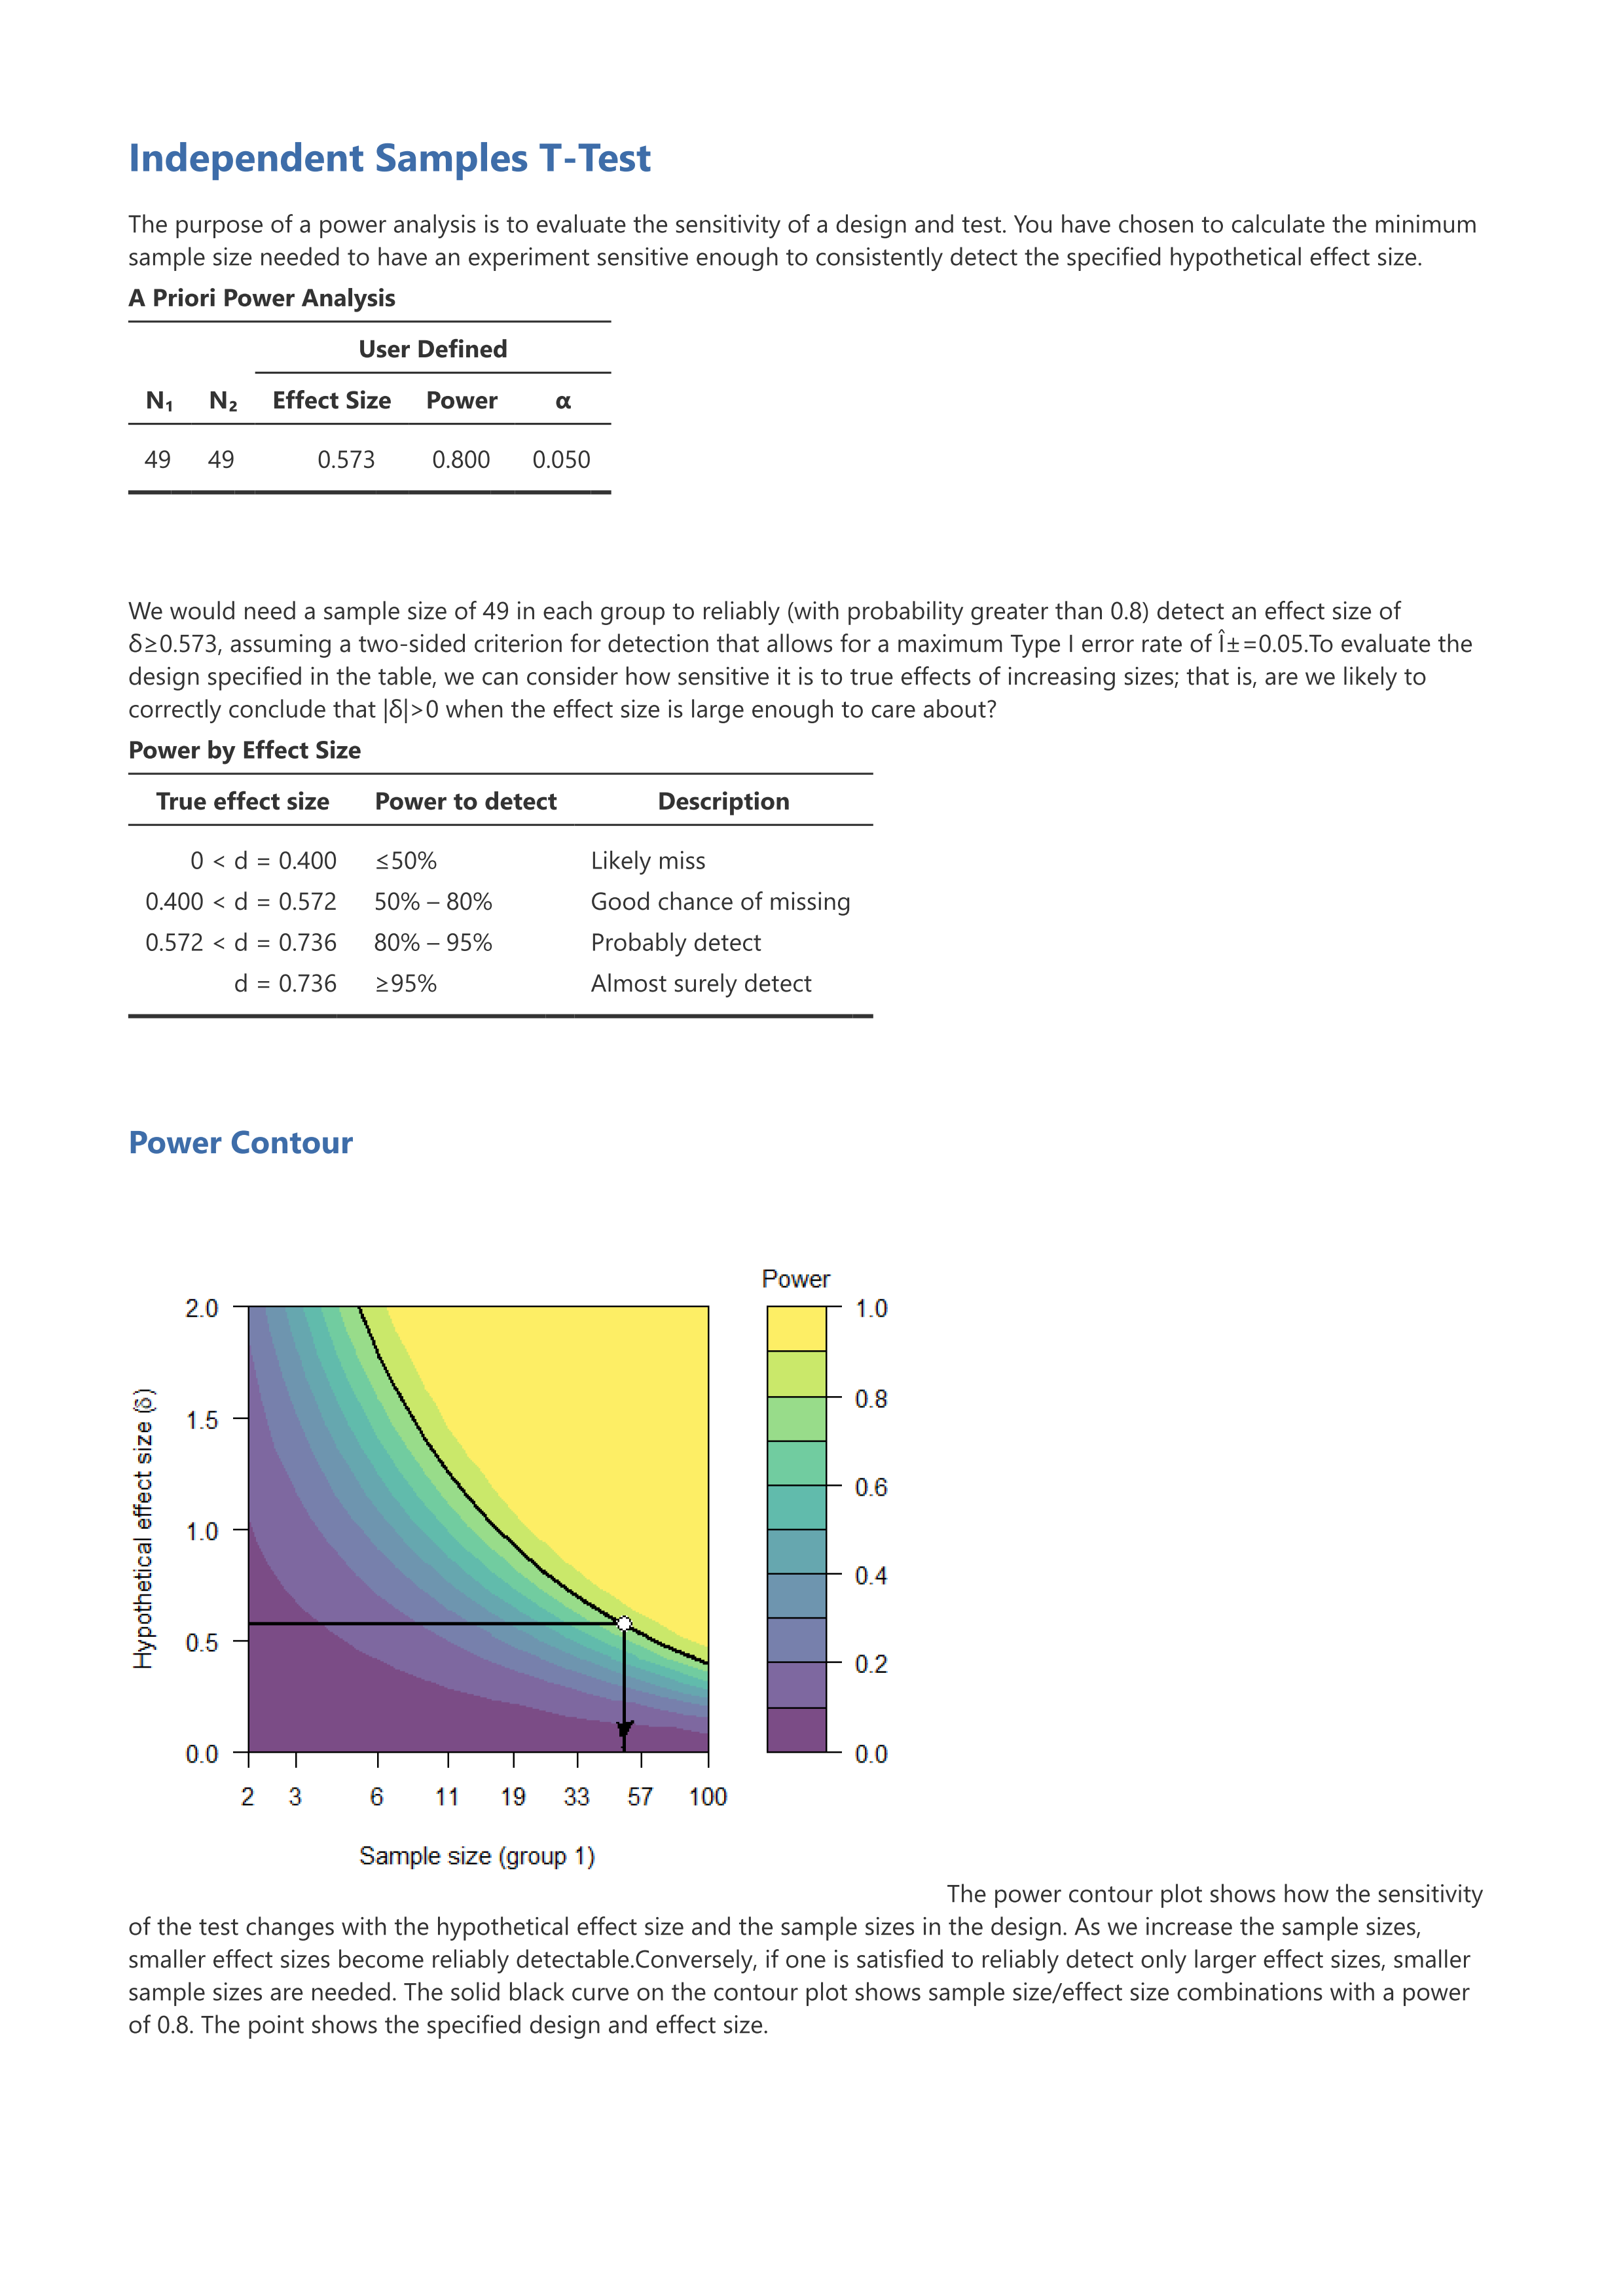 Independent Samples T-Test
The purpose of a power analysis is to evaluate the sensitivity of a design and test. You have chosen to calculate the minimum
sample size needed to have an experiment sensitive enough to consistently detect the specified hypothetical effect size.
A Priori Power Analysis
User Defined
N₁ N₂ Effect Size Power α
49 49 0.573 0.800 0.050
We would need a sample size of 49 in each group to reliably (with probability greater than 0.8) detect an effect size of
δ≥0.573, assuming a two-sided criterion for detection that allows for a maximum Type I error rate of Î±=0.05.To evaluate the
design specified in the table, we can consider how sensitive it is to true effects of increasing sizes; that is, are we likely to
correctly conclude that |δ|>0 when the effect size is large enough to care about?
Power by Effect Size
True effect size Power to detect Description
0 < d = 0.400 ≤50% Likely miss
0.400 < d = 0.572 50% – 80% Good chance of missing
0.572 < d = 0.736 80% – 95% Probably detect
d = 0.736 ≥95% Almost surely detect
Power Contour
Power
2.0
1.5
1.0
0.5
0.0
Hypothetical effect size (δ)
1.0
0.8
0.6
0.4
0.2
0.0
2 3 6 11 19 33 57 100
Sample size (group 1)
The power contour plot shows how the sensitivity
of the test changes with the hypothetical effect size and the sample sizes in the design. As we increase the sample sizes,
smaller effect sizes become reliably detectable.Conversely, if one is satisfied to reliably detect only larger effect sizes, smaller
sample sizes are needed. The solid black curve on the contour plot shows sample size/effect size combinations with a power
of 0.8. The point shows the specified design and effect size.